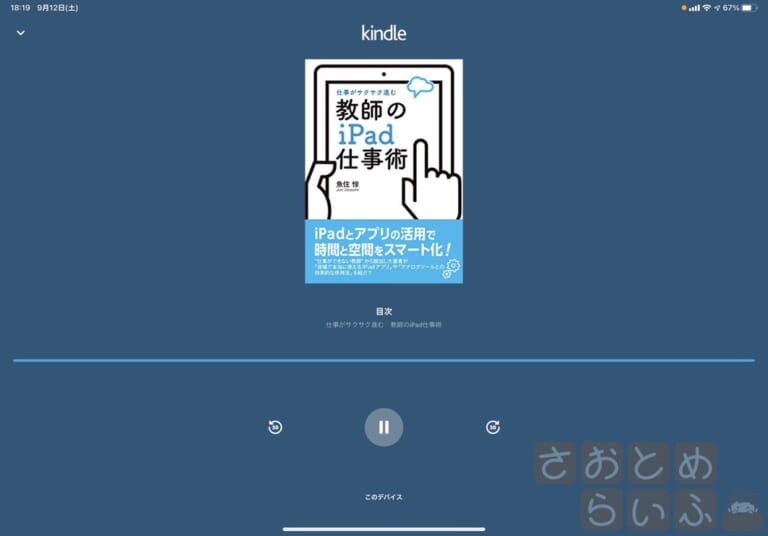 18:19 9月12日(土)
67%
kindle
仕事がサクサク進む
教師の
iPad
仕事術
魚住 惇
iPadとアプリの活用で
時間と空間をスマート化!
"仕事ができない教師"から脱出した著者が
「現場で本当に使えるiPadアプリ」や「アナログツールとの
効果的な併用法」を紹介!
目次
仕事がサクサク進む 教師のiPad仕事術
30
30
さおとめ
らいふ
このデバイス